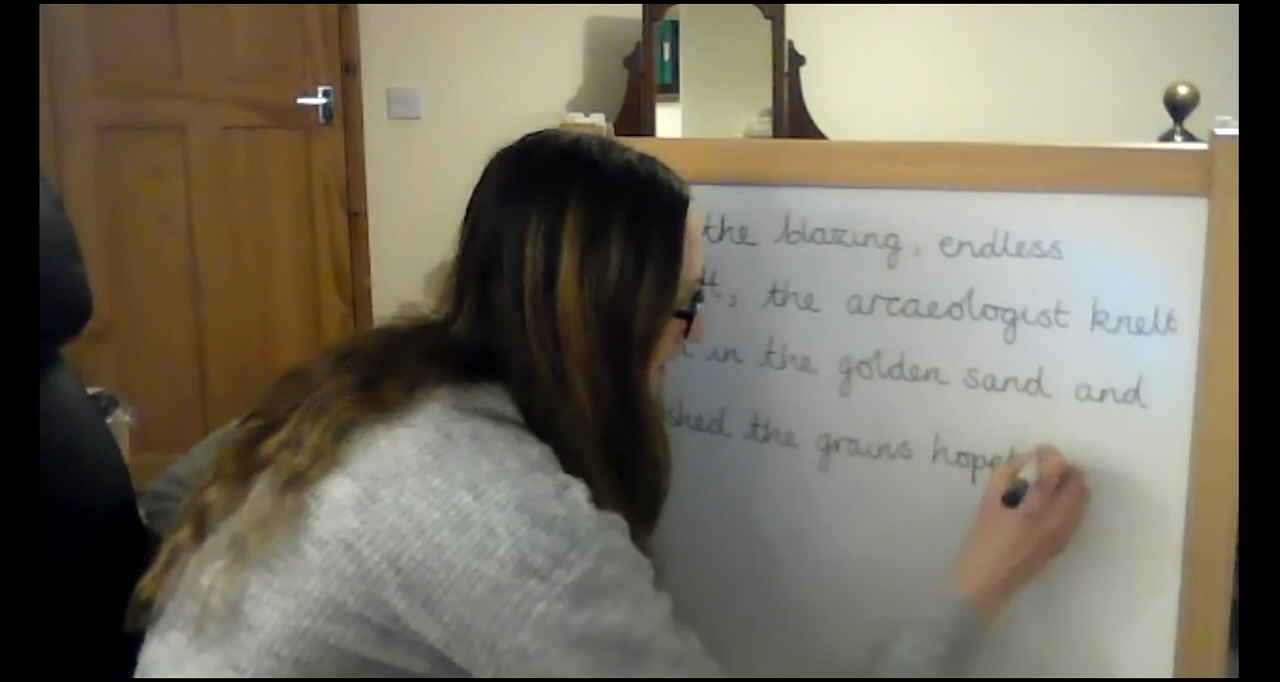 the blazing, endless
, the arcaeologist knelt
in the golden sand and
the grains